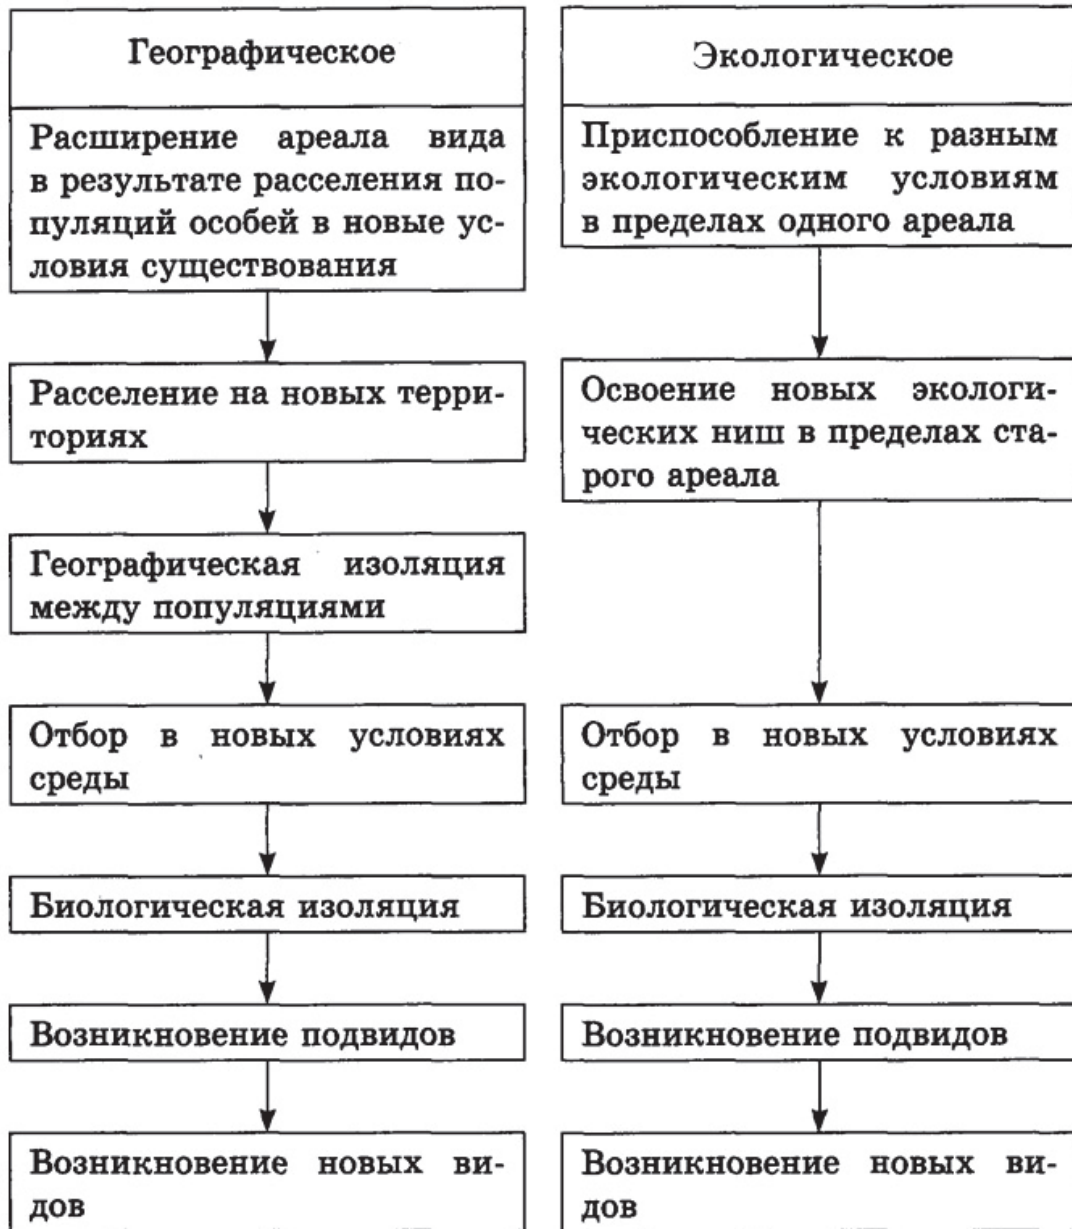 Географическое
Расширение ареала вида
в результате расселения по-
пуляций особей в новые ус-
ловия существования
Расселение на новых терри-
ториях
Географическая изоляция
между популяциями
Отбор в новых условиях
среды
Биологическая изоляция
Возникновение подвидов
Возникновение новых ви-
дов
Экологическое
Приспособление к разным
экологическим условиям
в пределах одного ареала
Освоение новых экологи-
ческих ниш в пределах ста-
рого ареала
Отбор в новых условиях
среды
Биологическая изоляция
Возникновение подвидов
Возникновение новых ви-
дов